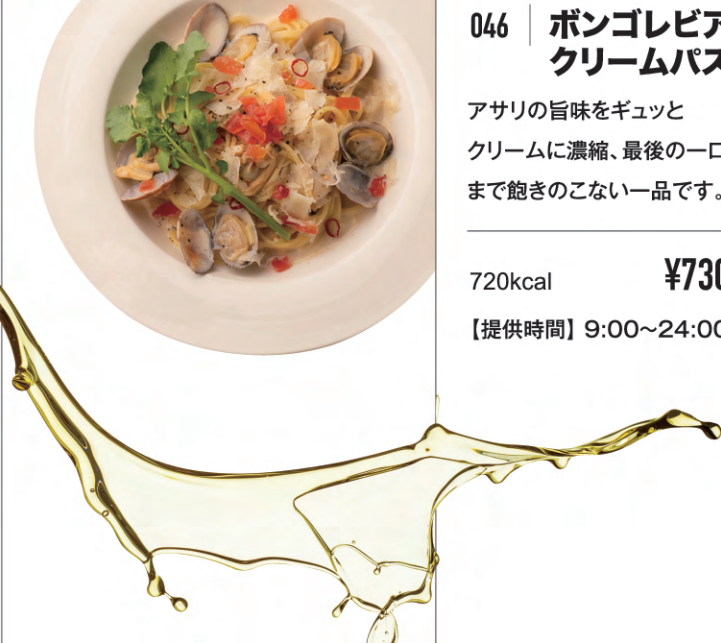 046
ボンゴレビア
クリームパス
アサリの旨味をギュッと
クリームに濃縮、最後の一口
まで飽きのこない一品です。
720kcal ¥730
【提供時間】 9:00~24:00